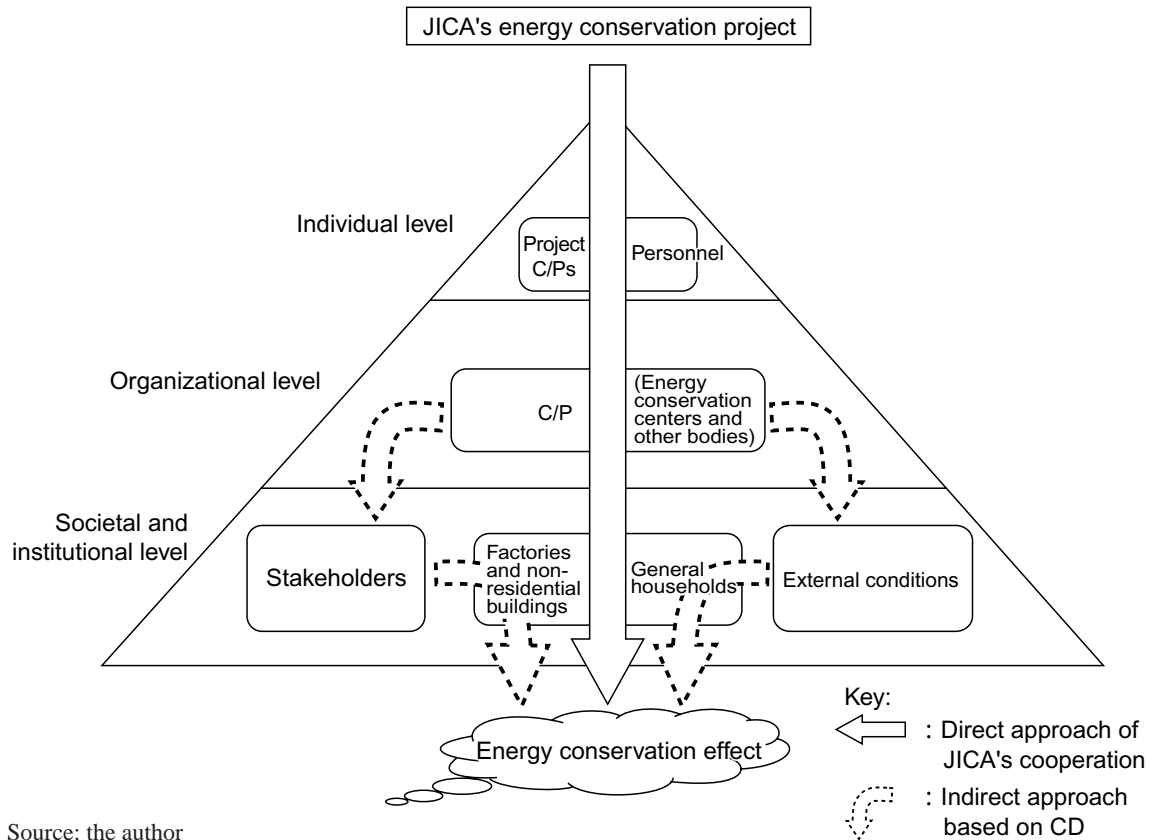 JICA's energy conservation project
Individual level
Project
C/Ps
Personnel
Organizational level
C/P
(Energy
conservation
centers and
other bodies)
Societal and
institutional level
Stakeholders
Factories
and non-
residential
buildings
General
households
External conditions
Energy conservation effect
Key:
: Direct approach of
JICA's cooperation
: Indirect approach
based on CD
Source: the author